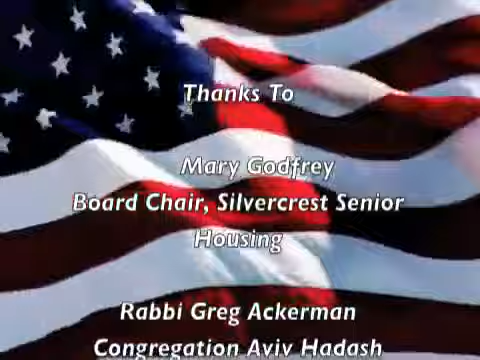 Thanks To
Mary Godfrey
Board Chair, Silvercrest Senior
Housing
Rabbi Greg Ackerman
Congregation Aviv Hadash